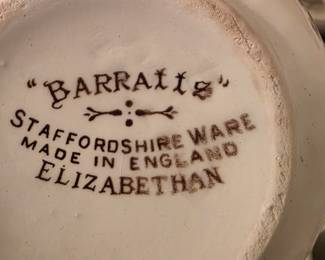 "BARRATTS"
STAFFORDSHIRE WARE
MADE IN ENGLAND
ELIZABETHAN